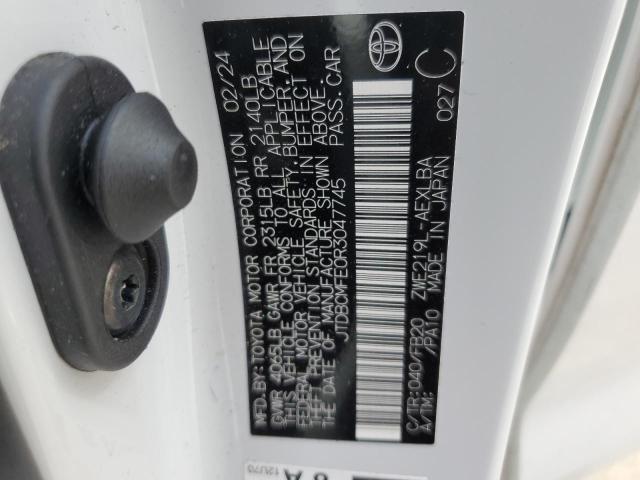 MFD. BY: TOYOTA MOTOR CORPORATION 02/24
GVWR 4065LB GAWR FR 2315LB RR 2140LB
THIS VEHICLE CONFORMS TO ALL APPLICABLE
FEDERAL MOTOR VEHICLE SAFETY, BUMPER, AND
THEFT PREVENTION STANDARDS IN EFFECT ON
THE DATE OF MANUFACTURE SHOWN ABOVE.
JTDBCMFE0R3047745 PASS. CAR
C/TR:040/FB20 ZWE219L-AEXLBA 027
A/TM: /PA10 MADE IN JAPAN
C
8 A